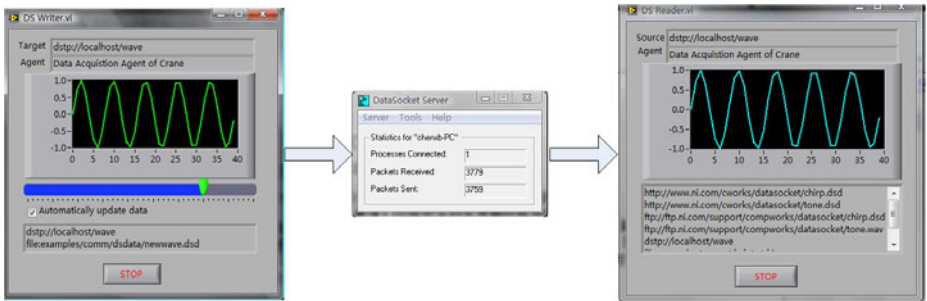 DS Writer.vi
Target dstp://localhost/wave
Agent Data Acquistion Agent of Crane
1.0
0.5
0.0
-0.5
-1.0
0 5 10 15 20 25 30 35 40
Automatically update data
dstp://localhost/wave
file:examples/comm/dsdata/newwave.dsd
STOP
DataSocket Server
Server Tools Help
Statistics for "chenxb-PC"
Processes Connected: 1
Packets Received: 3779
Packets Sent: 3759
DS Reader.vi
Source dstp://localhost/wave
Agent Data Acquistion Agent of Crane
1.0
0.5
0.0
-0.5
-1.0
0 5 10 15 20 25 30 35 40
http://www.ni.com/cworks/datasocket/chirp.dsd
http://www.ni.com/cworks/datasocket/tone.dsd
ftp://ftp.ni.com/support/compworks/datasocket/chirp.dsd
ftp://ftp.ni.com/support/compworks/datasocket/tone.wav
dstp://localhost/wave
STOP